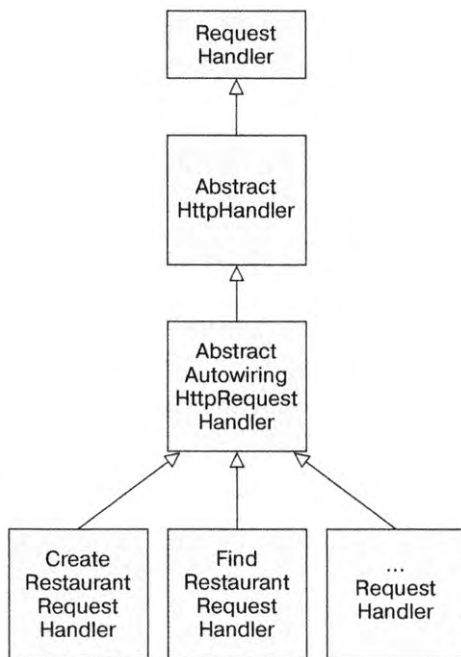 Request
Handler
Abstract
HttpHandler
Abstract
Autowiring
HttpRequest
Handler
Create
Restaurant
Request
Handler
Find
Restaurant
Request
Handler
...
Request
Handler